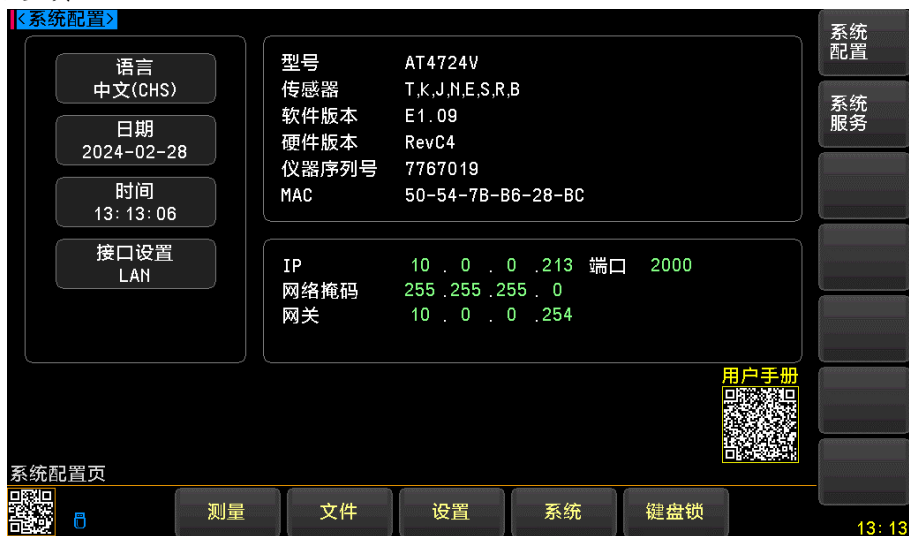 <系统配置>
语言
中文(CHS)
日期
2024-02-28
时间
13:13:06
接口设置
LAN
型号 AT4724V
传感器 T,K,J,N,E,S,R,B
软件版本 E1.09
硬件版本 RevC4
仪器序列号 7767019
MAC 50-54-7B-B6-28-BC
IP 10 . 0 . 0 .213 端口 2000
网络掩码 255 .255 .255 . 0
网关 10 . 0 . 0 .254
系统
配置
系统
服务
用户手册
系统配置页
测量 文件 设置 系统 键盘锁
13:13